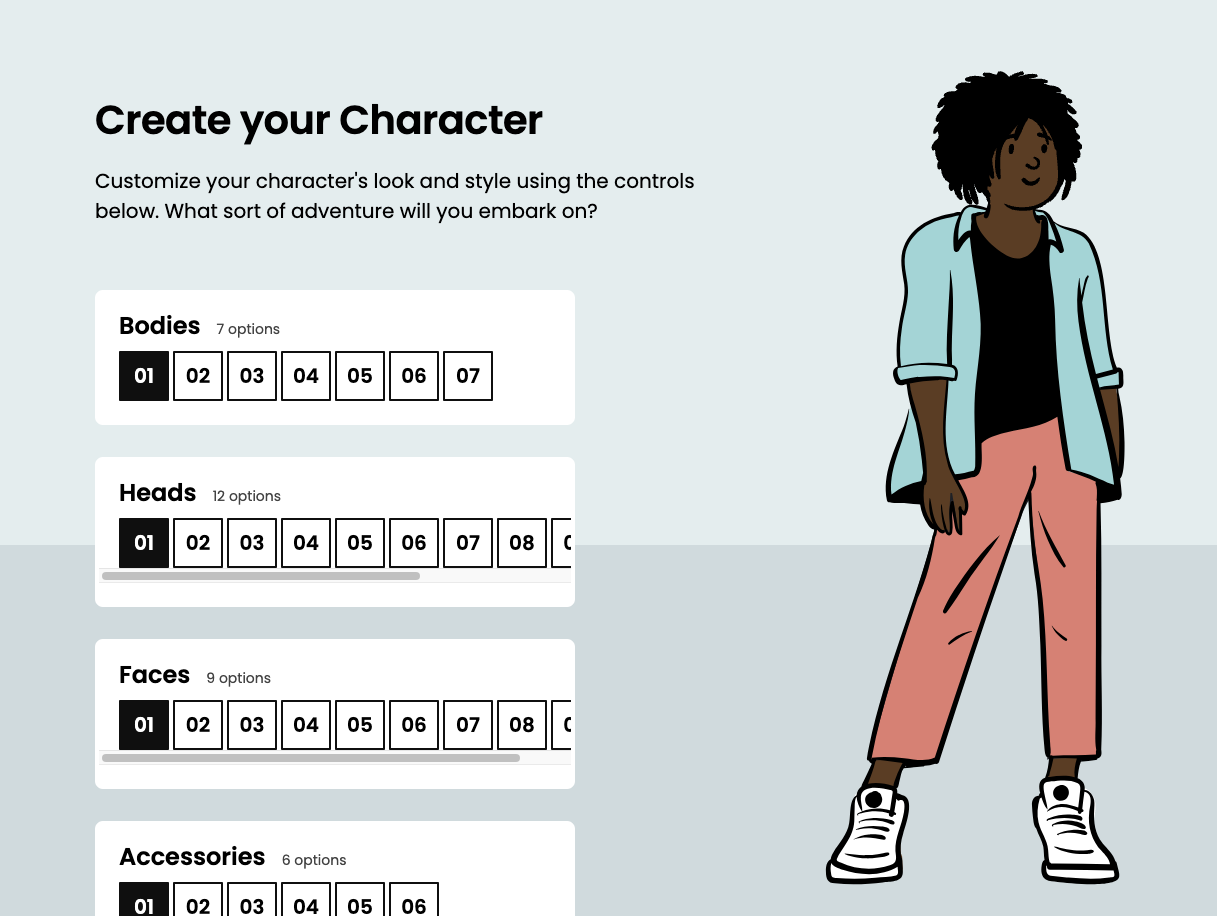 Create your Character
Customize your character's look and style using the controls
below. What sort of adventure will you embark on?
Bodies 7 options
01 02 03 04 05 06 07
Heads 12 options
01 02 03 04 05 06 07 08
Faces 9 options
01 02 03 04 05 06 07 08
Accessories 6 options
01 02 03 04 05 06